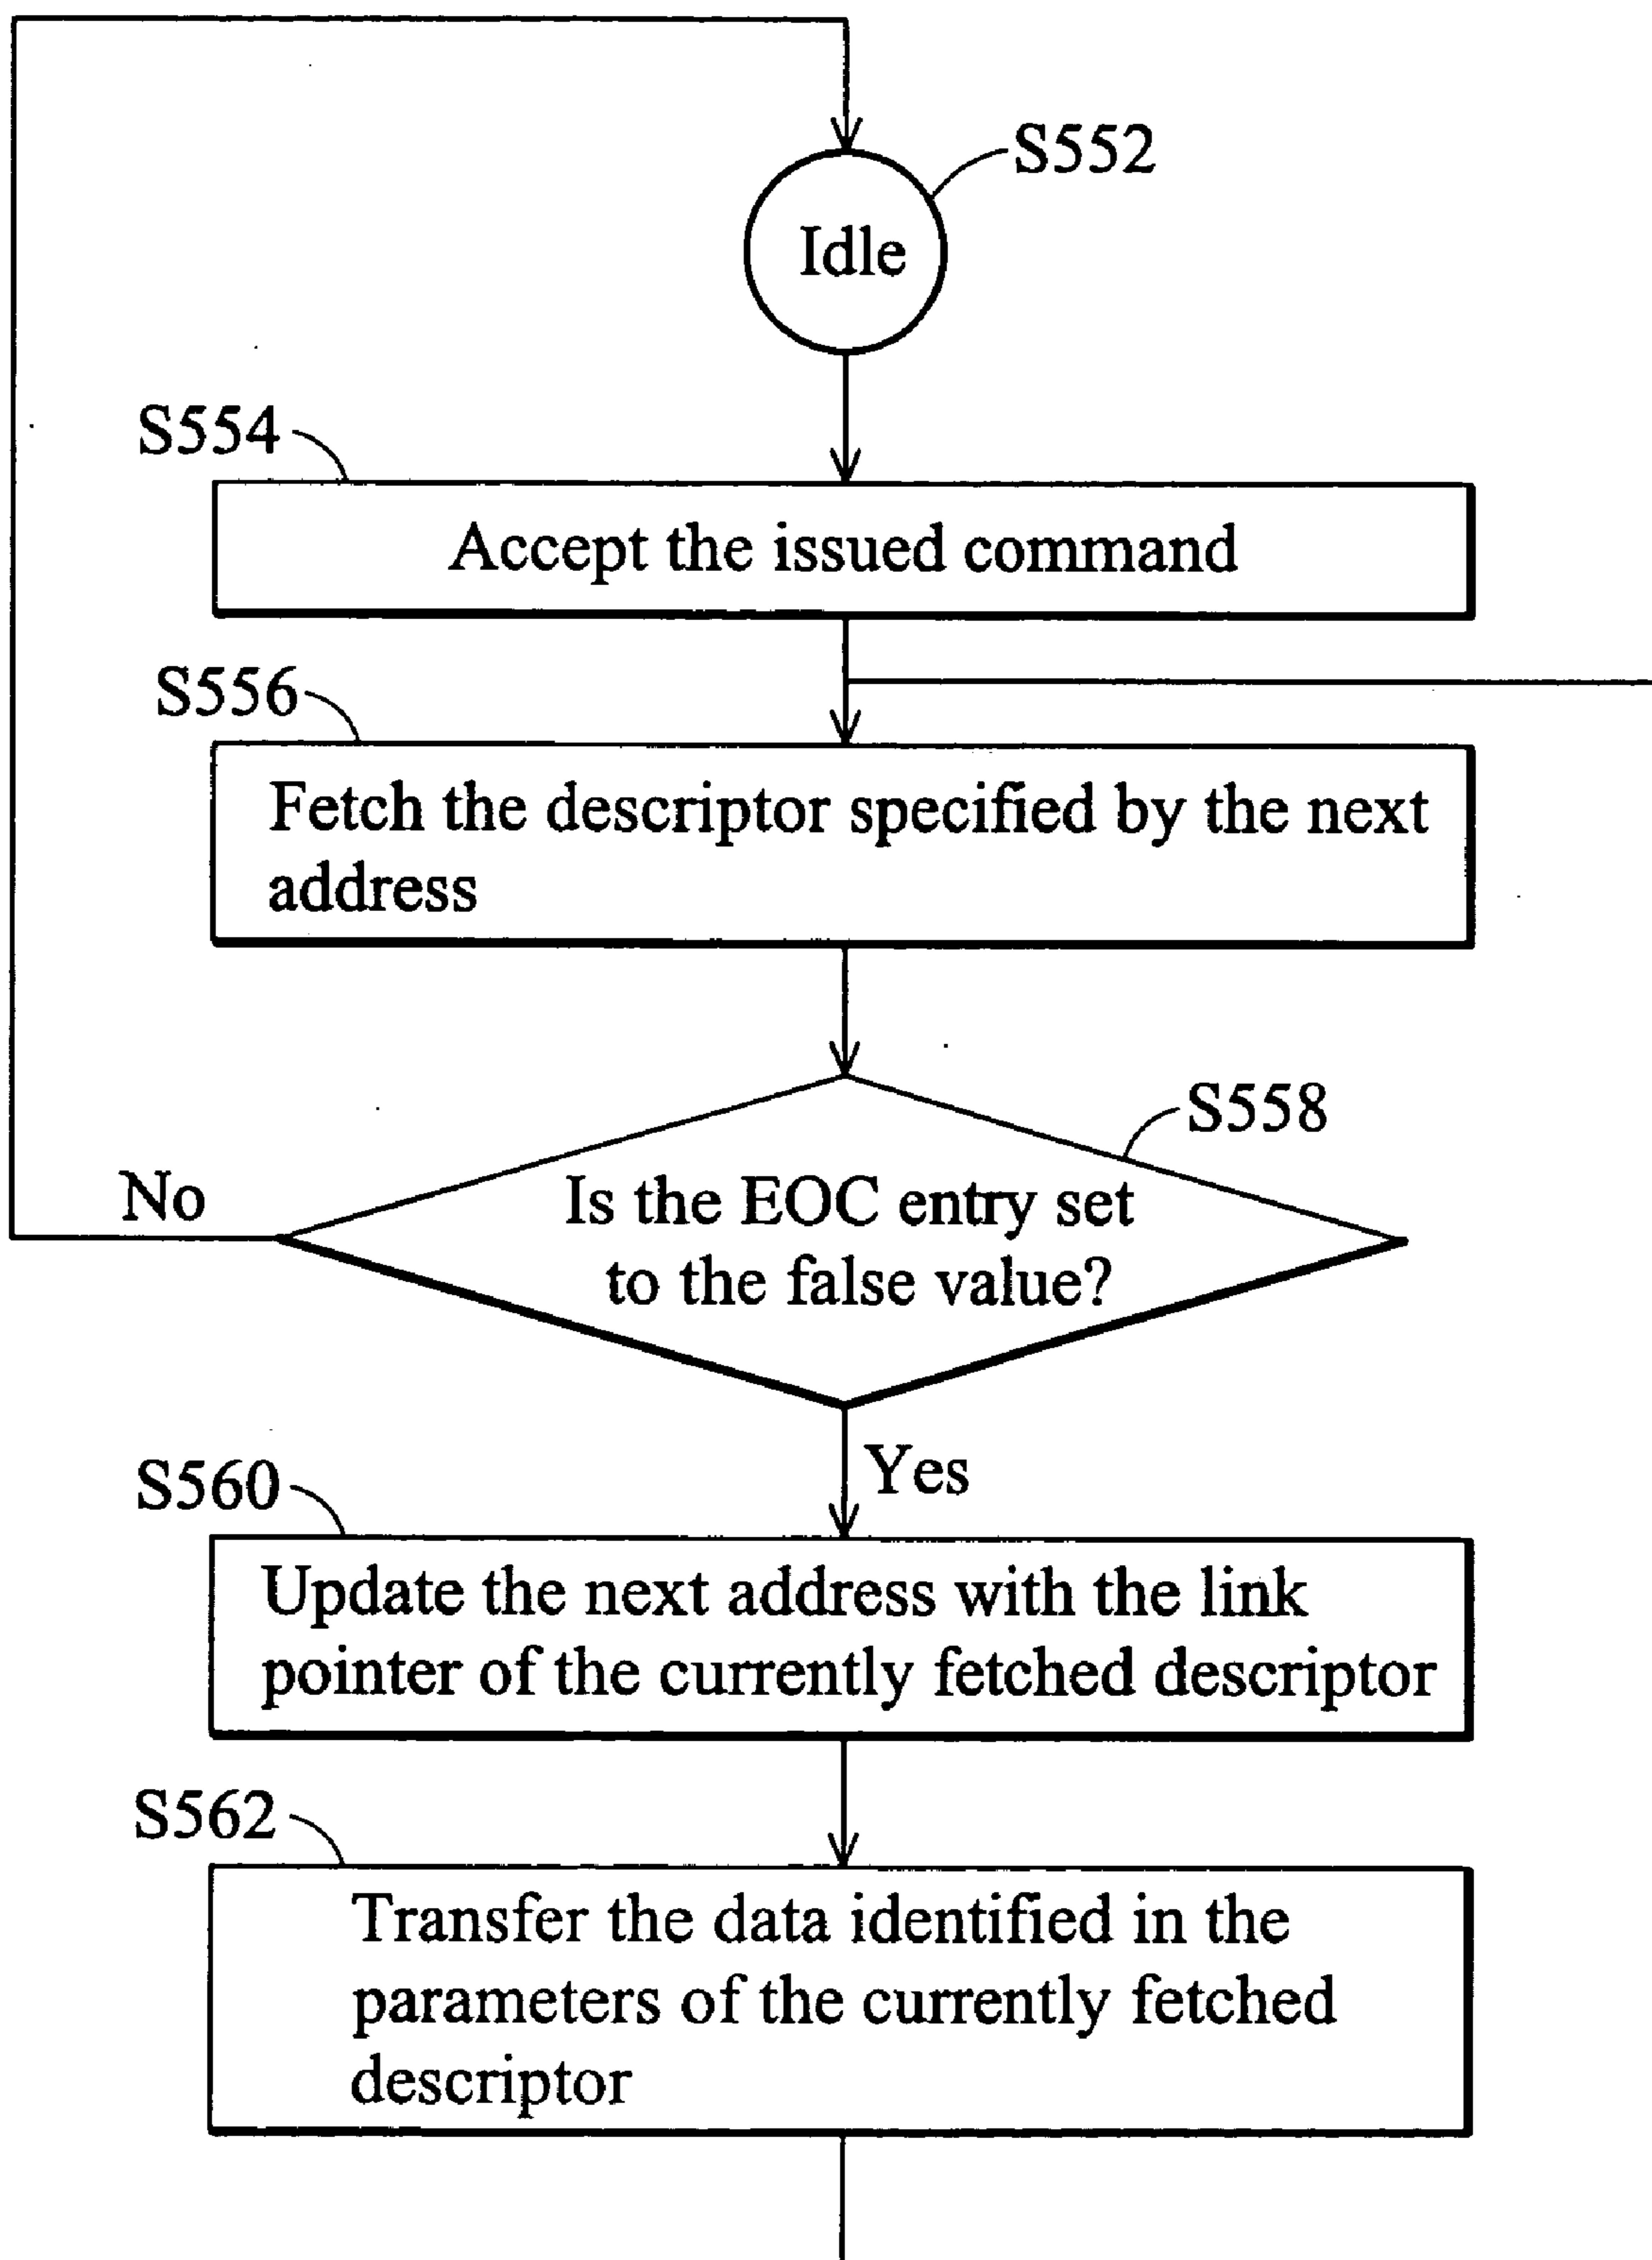 S552
Idle
S554
Accept the issued command
S556
Fetch the descriptor specified by the next
address
S558
No
Is the EOC entry set
to the false value?
Yes
S560
Update the next address with the link
pointer of the currently fetched descriptor
S562
Transfer the data identified in the
parameters of the currently fetched
descriptor